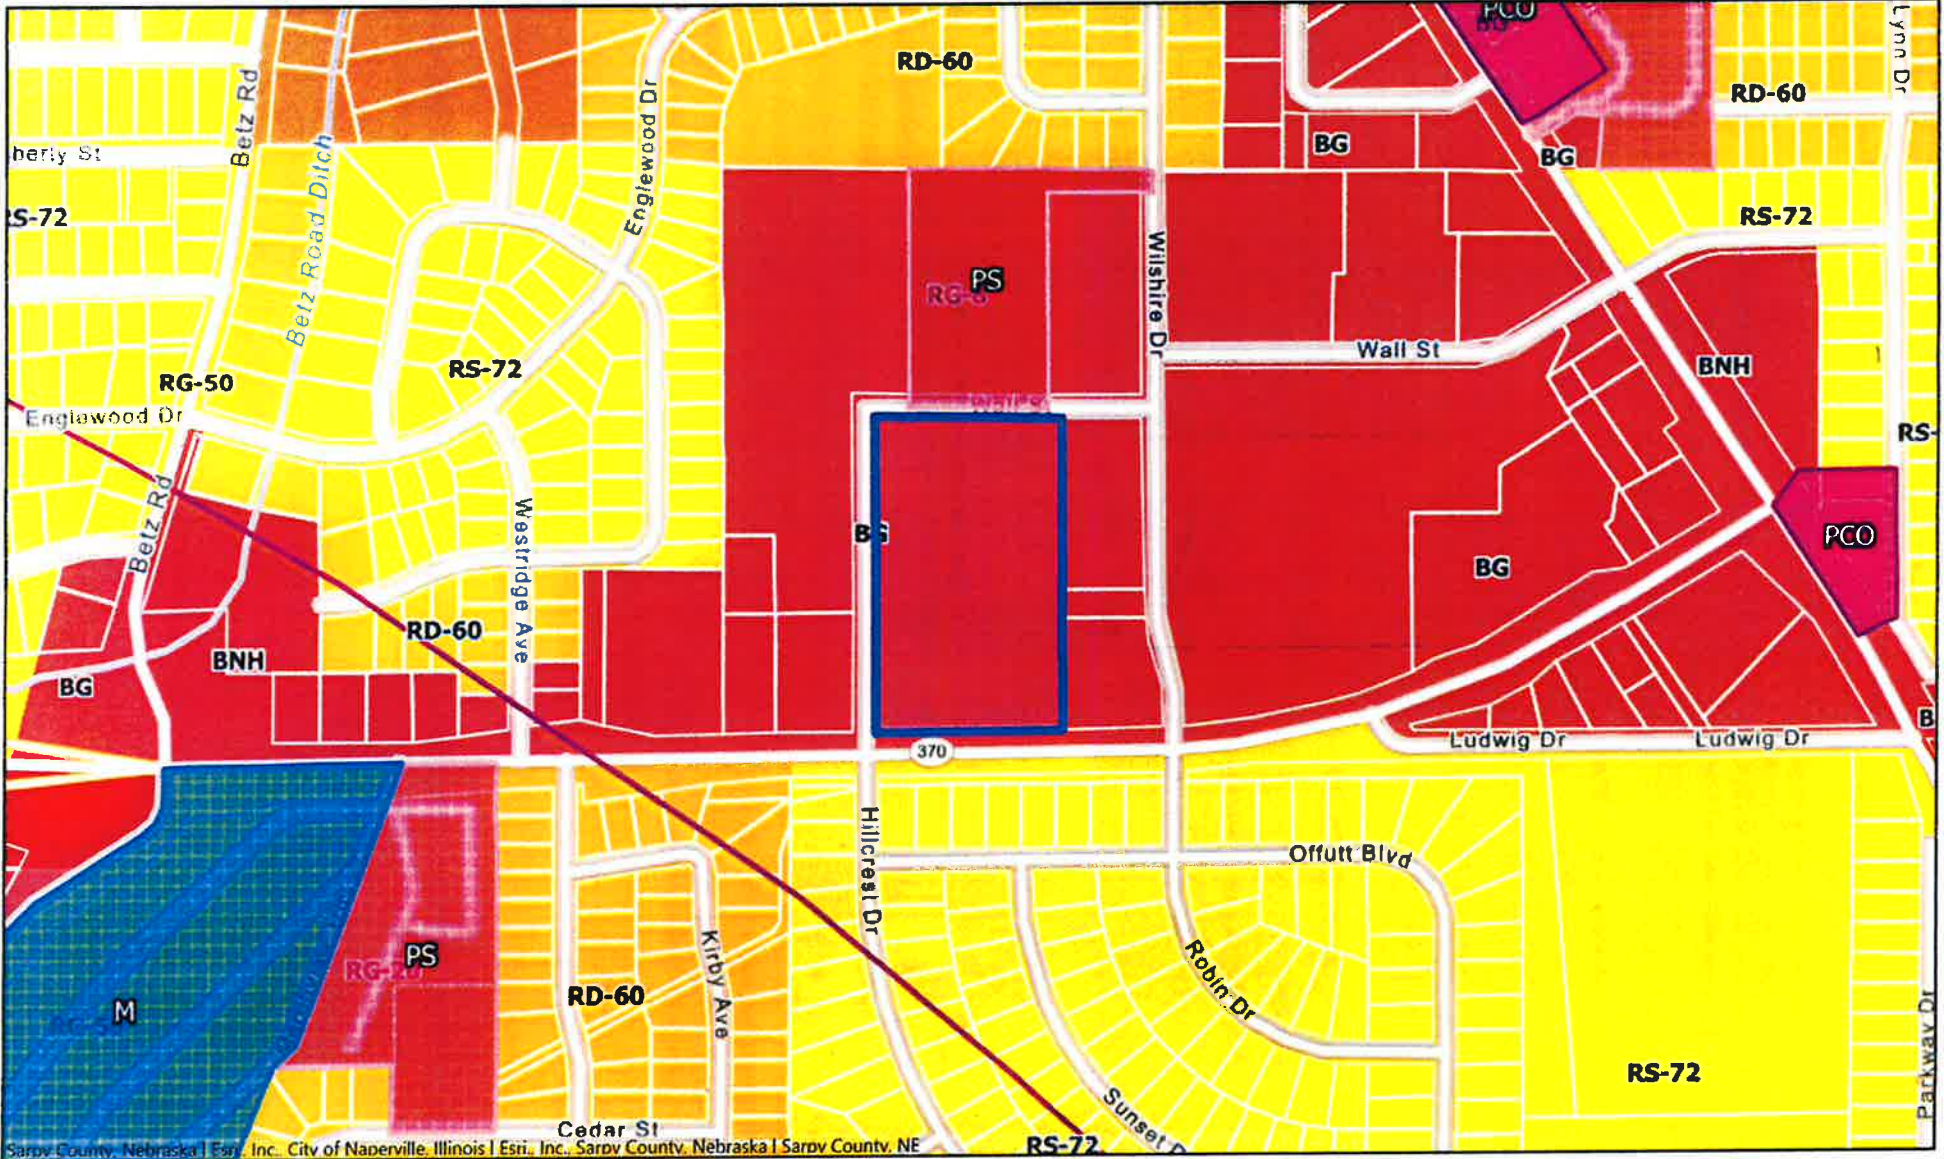 PCO
Lynn Dr
RD-60
Betz Rd
Englewood Dr
RD-60
BG
BG
berly St
Betz Road Ditch
RS-72
RS-72
PS
Wilshire Dr
Wall St
BNH
RG-50
RS-72
Englewood Dr
RS-
Betz Rd
Westridge Ave
BG
PCO
BG
RD-60
BNH
BG
B
370
Ludwig Dr
Ludwig Dr
Hillcrest Dr
Offutt Blvd
PS
Kirby Ave
Robin Dr
RD-60
M
RS-72
Parkway Dr
Sunset D
Cedar St
RS-72
Sarpy County, Nebraska | Esri, Inc., City of Naperville, Illinois | Esri., Inc., Sarpy County, Nebraska | Sarpy County, NE